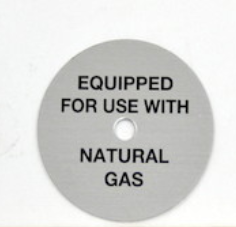 EQUIPPED
FOR USE WITH
NATURAL
GAS